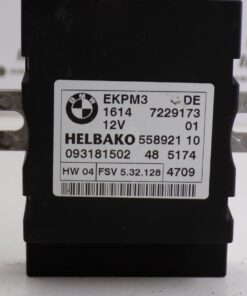 BMW
EKPM3 DE
1614 7229173
12V 01
HELBAKO 558921 10
093181502 48 5174
HW 04 FSV 5.32.128 4709